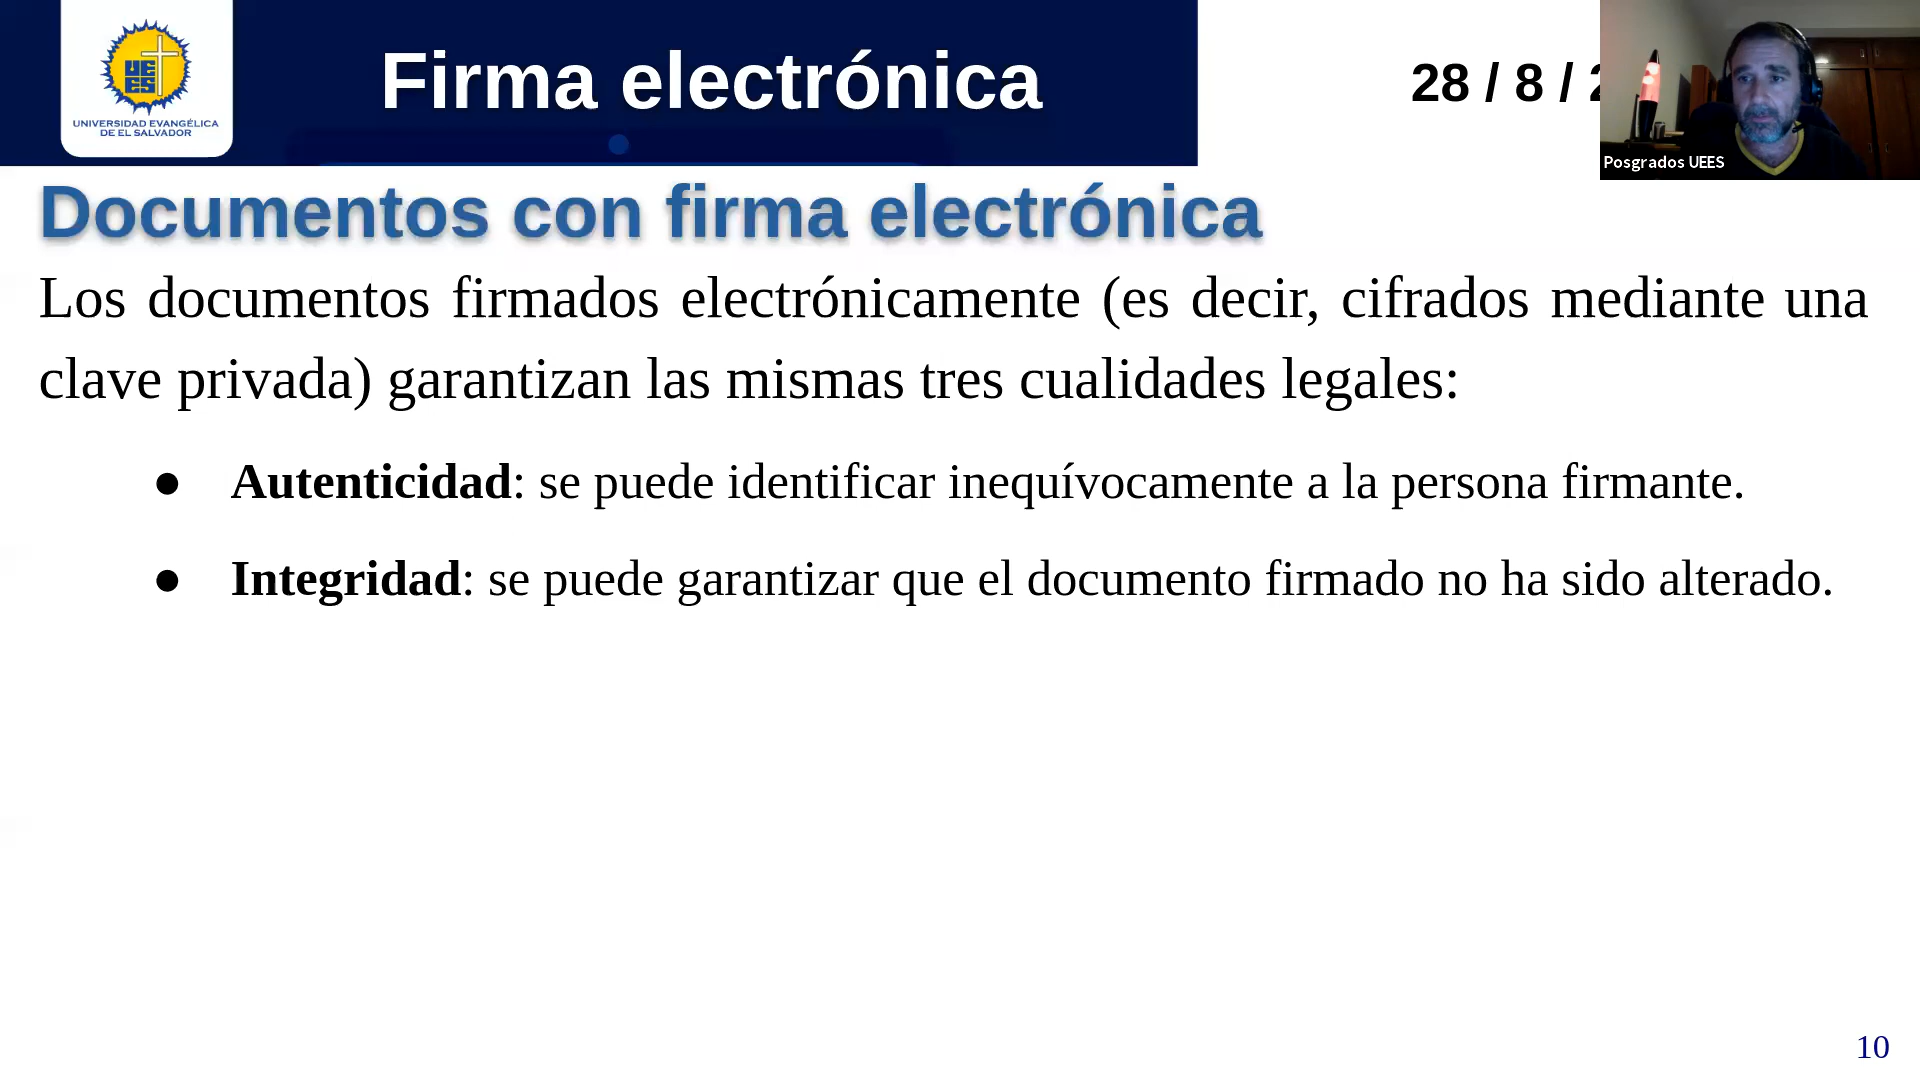 UEES
UNIVERSIDAD EVANGÉLICA
DE EL SALVADOR
Firma electrónica
28 / 8 / 2
Posgrados UEES
Documentos con firma electrónica
Los documentos firmados electrónicamente (es decir, cifrados mediante una
clave privada) garantizan las mismas tres cualidades legales:
● Autenticidad: se puede identificar inequívocamente a la persona firmante.
● Integridad: se puede garantizar que el documento firmado no ha sido alterado.
10